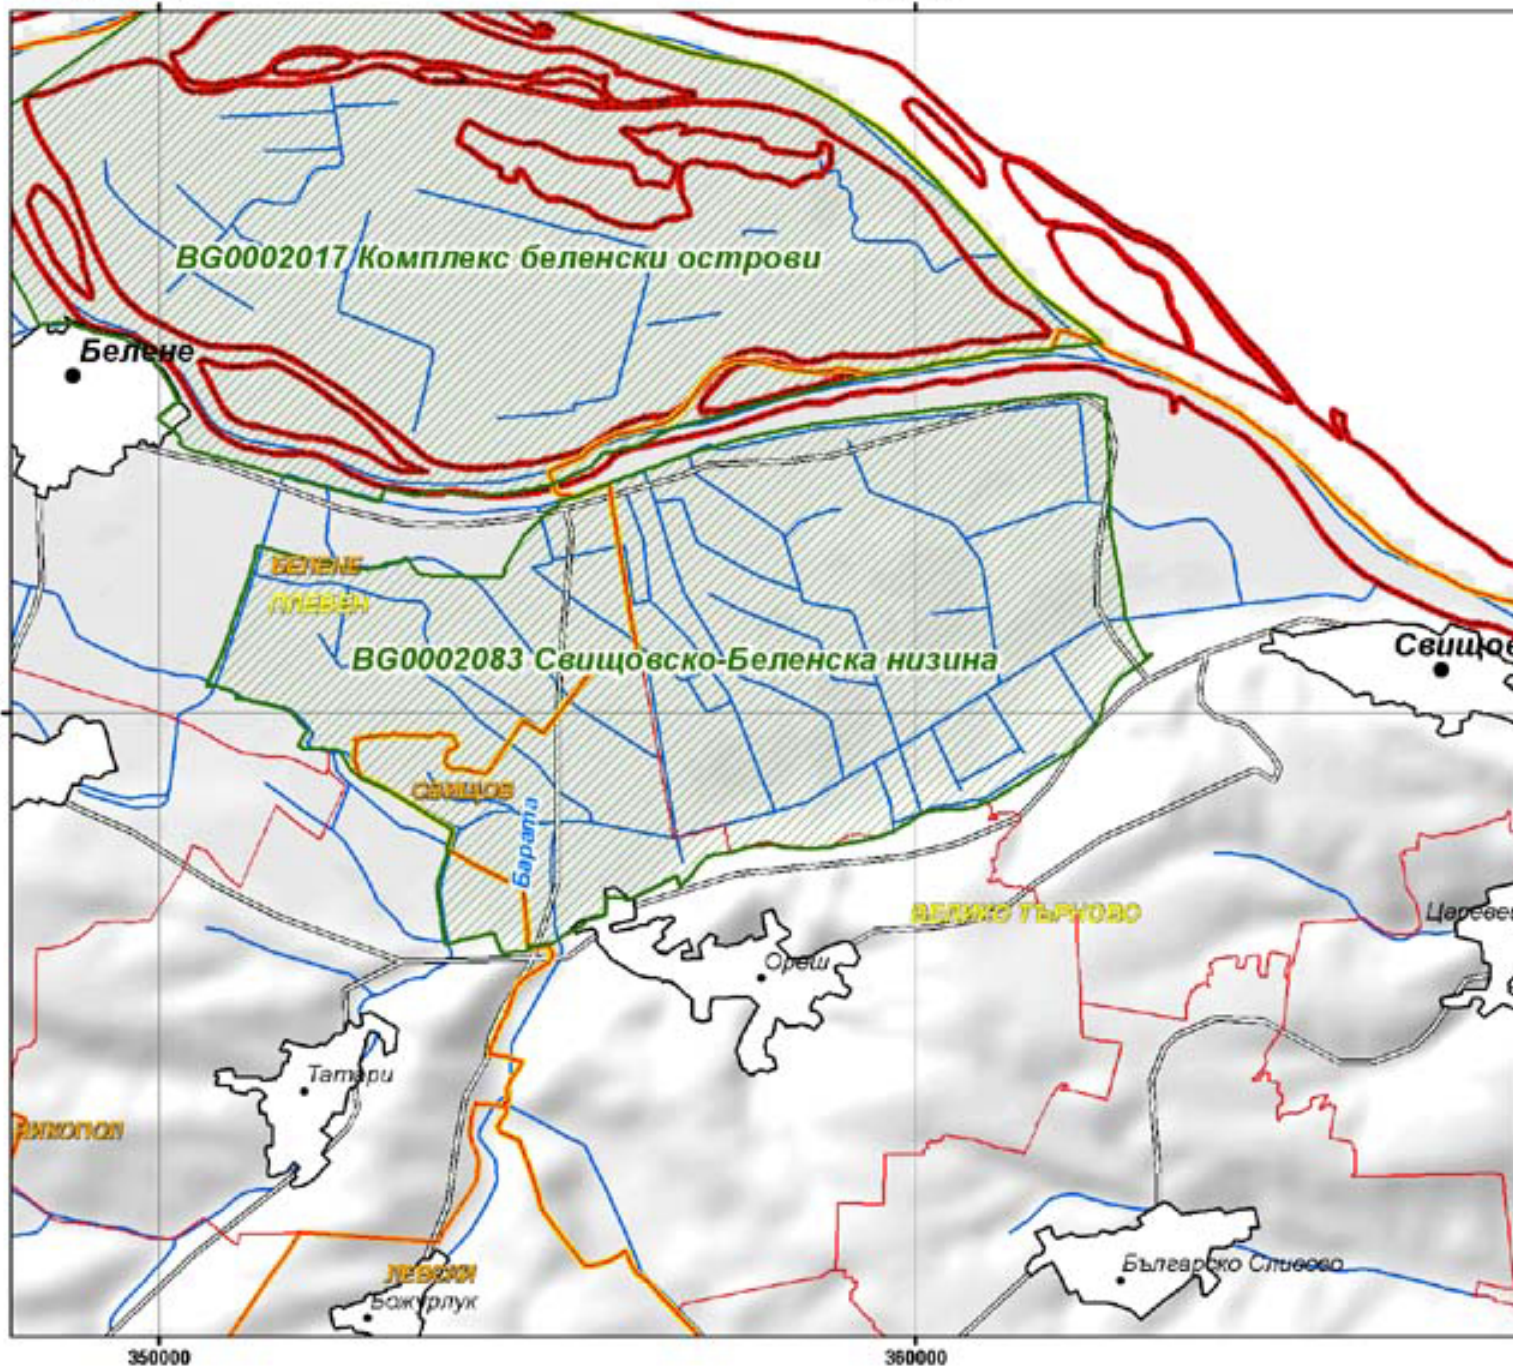 BG0002017 Комплекс беленски острови
Белене
БЕЛЕНЕ
ПЛЕВЕН
BG0002083 Свищовско-Беленска низина
Свищов
СВИЩОВ
Барата
ВЕЛИКО ТЪРНОВО
Царевец
Ореш
Татари
НИКОПОЛ
Българско Сливово
ЛЕВСКИ
Божурлук
350000
360000